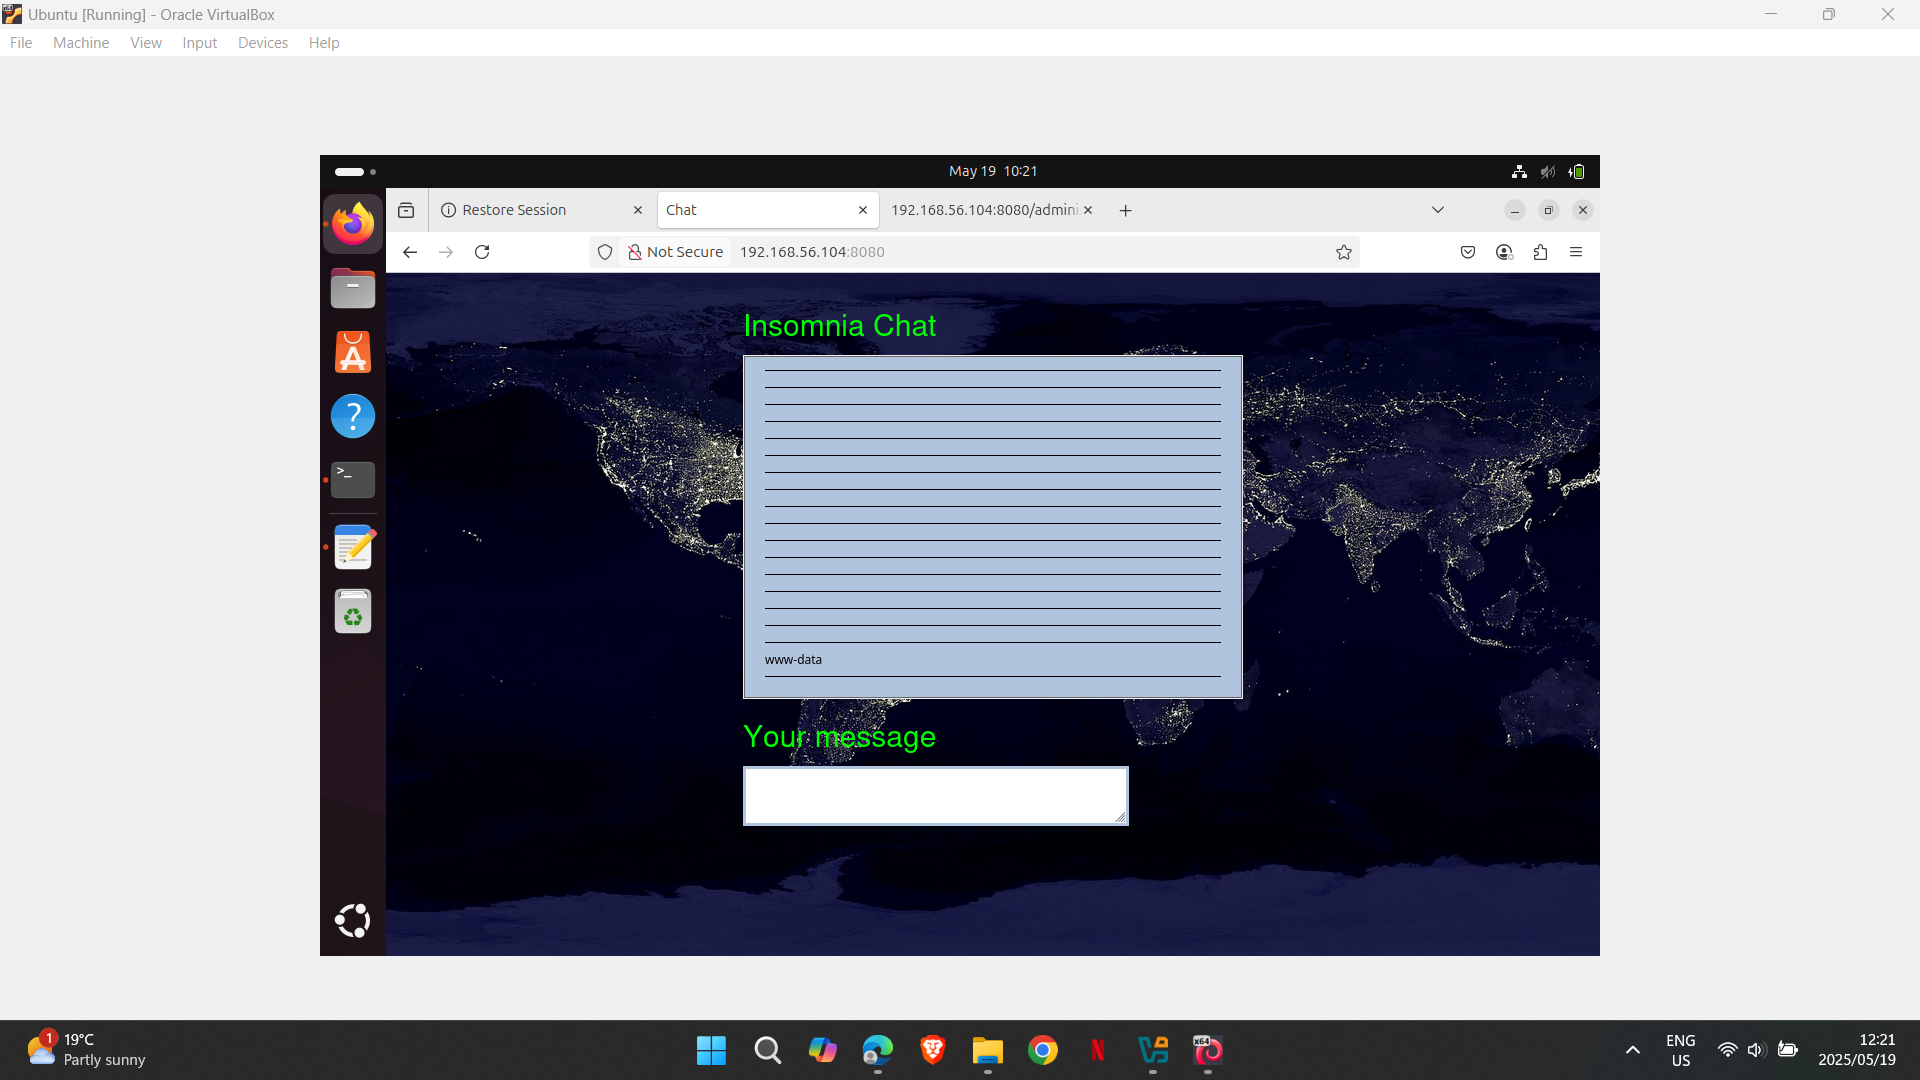 Ubuntu [Running] - Oracle VirtualBox
File Machine View Input Devices Help
May 19 10:21
Restore Session
Chat
192.168.56.104:8080/admini
Not Secure
192.168.56.104:8080
Insomnia Chat
www-data
Your message
1
19°C
Partly sunny
x64
ENG
US
12:21
2025/05/19